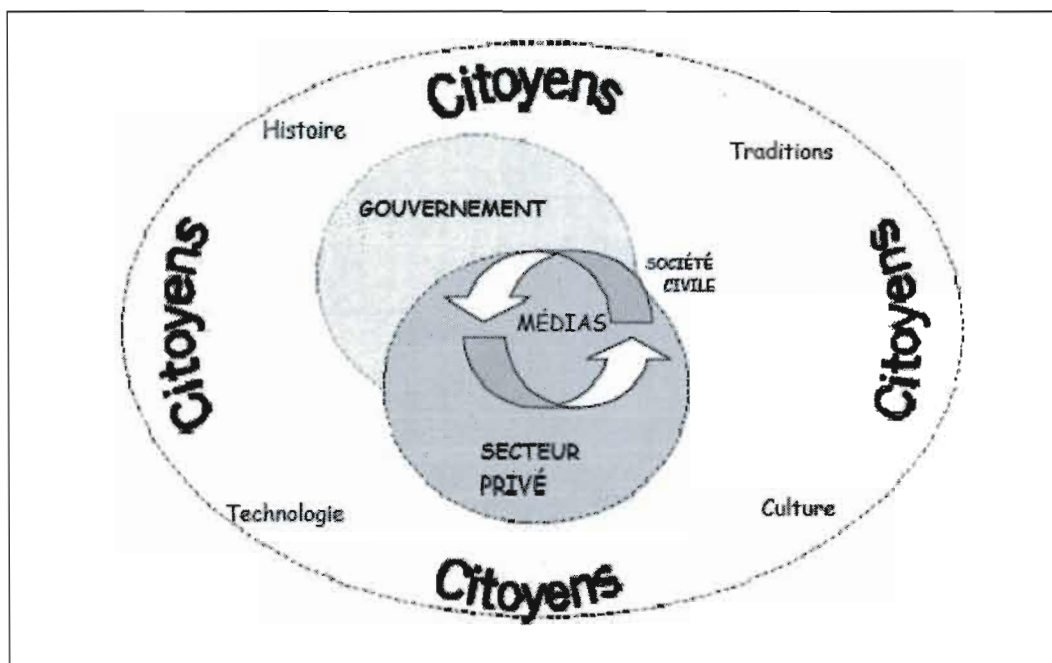 Citoyens
Histoire
Traditions
GOUVERNEMENT
Citoyens
SOCIÉTÉ
CIVILE
Citoyens
MÉDIAS
SECTEUR
PRIVÉ
Technologie
Culture
Citoyens